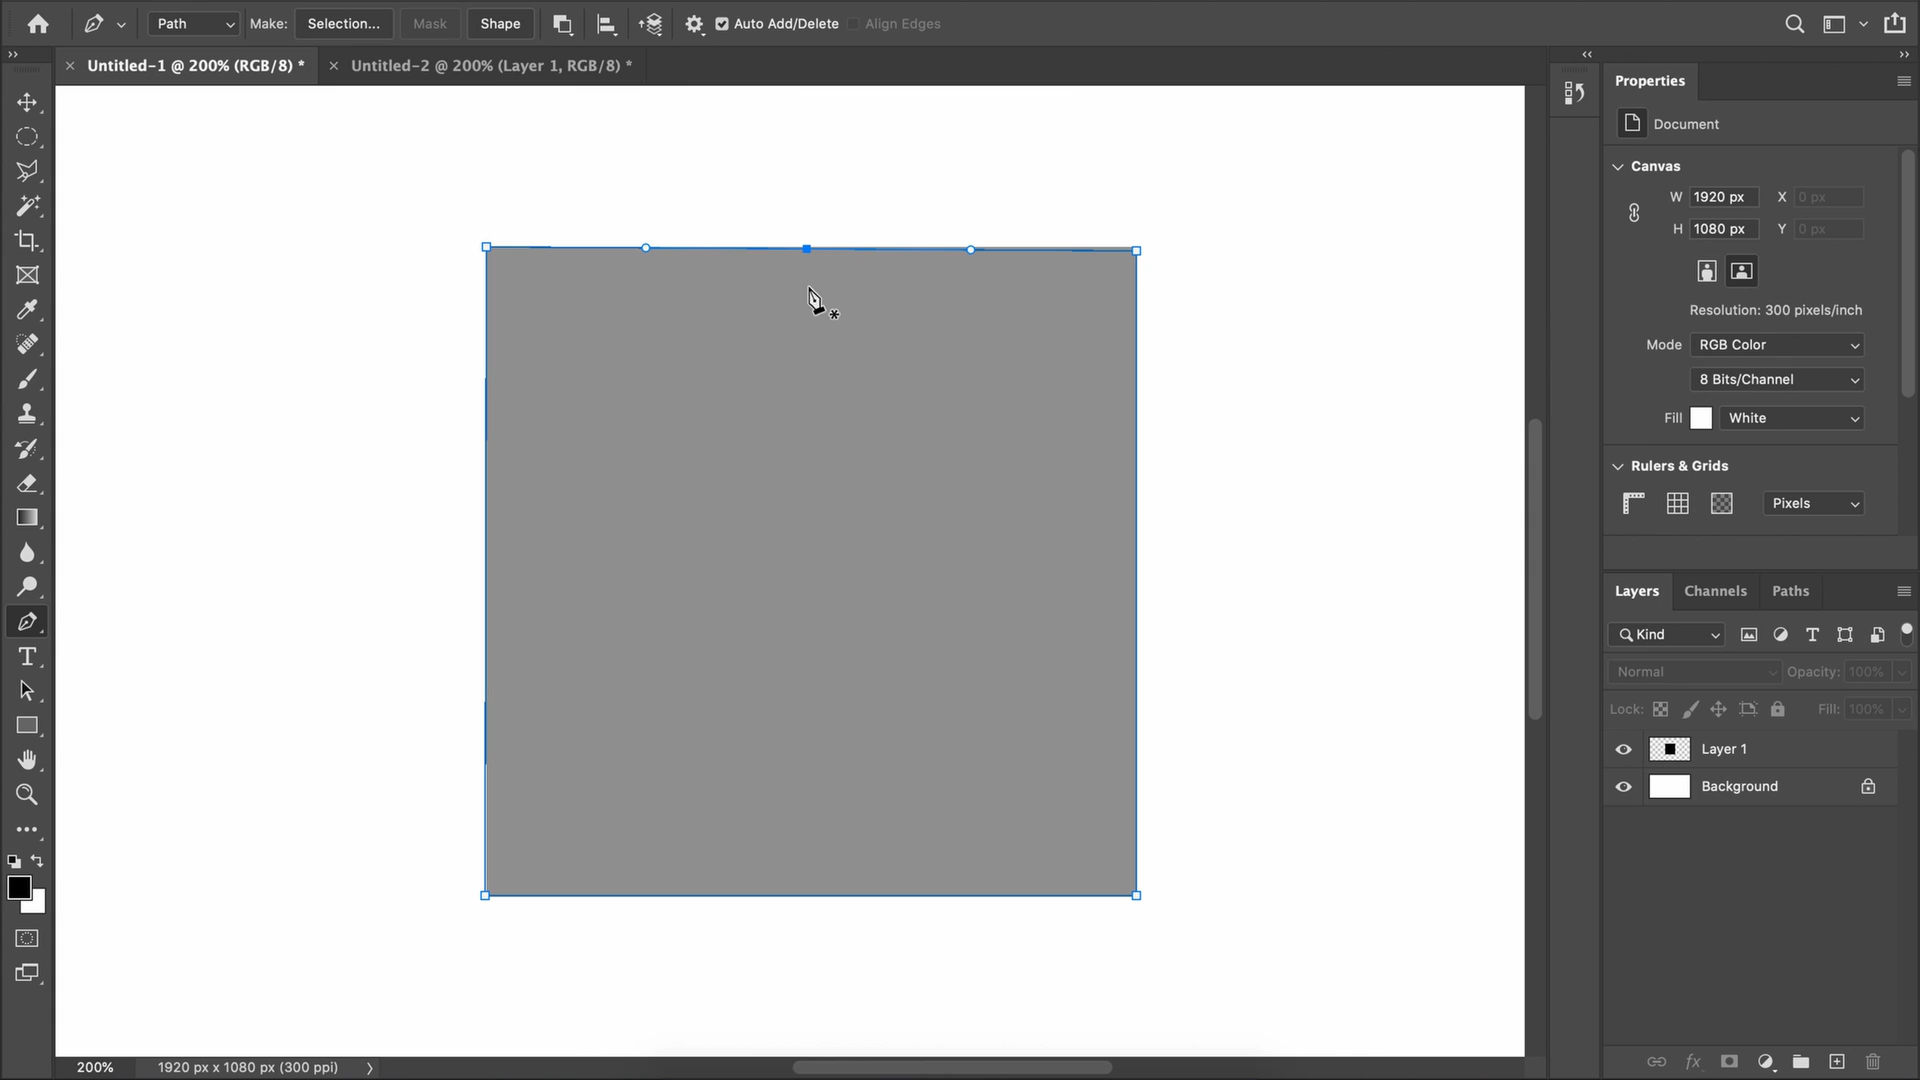 Path Make: Selection... Mask Shape Auto Add/Delete Align Edges
Untitled-1 @ 200% (RGB/8) * Untitled-2 @ 200% (Layer 1, RGB/8) *
Properties
Document
Canvas
W 1920 px X 0 px
H 1080 px Y 0 px
Resolution: 300 pixels/inch
Mode RGB Color
8 Bits/Channel
Fill White
Rulers & Grids
Pixels
Layers Channels Paths
Kind
Normal Opacity: 100%
Lock: Fill: 100%
Layer 1
Background
200% 1920 px x 1080 px (300 ppi)